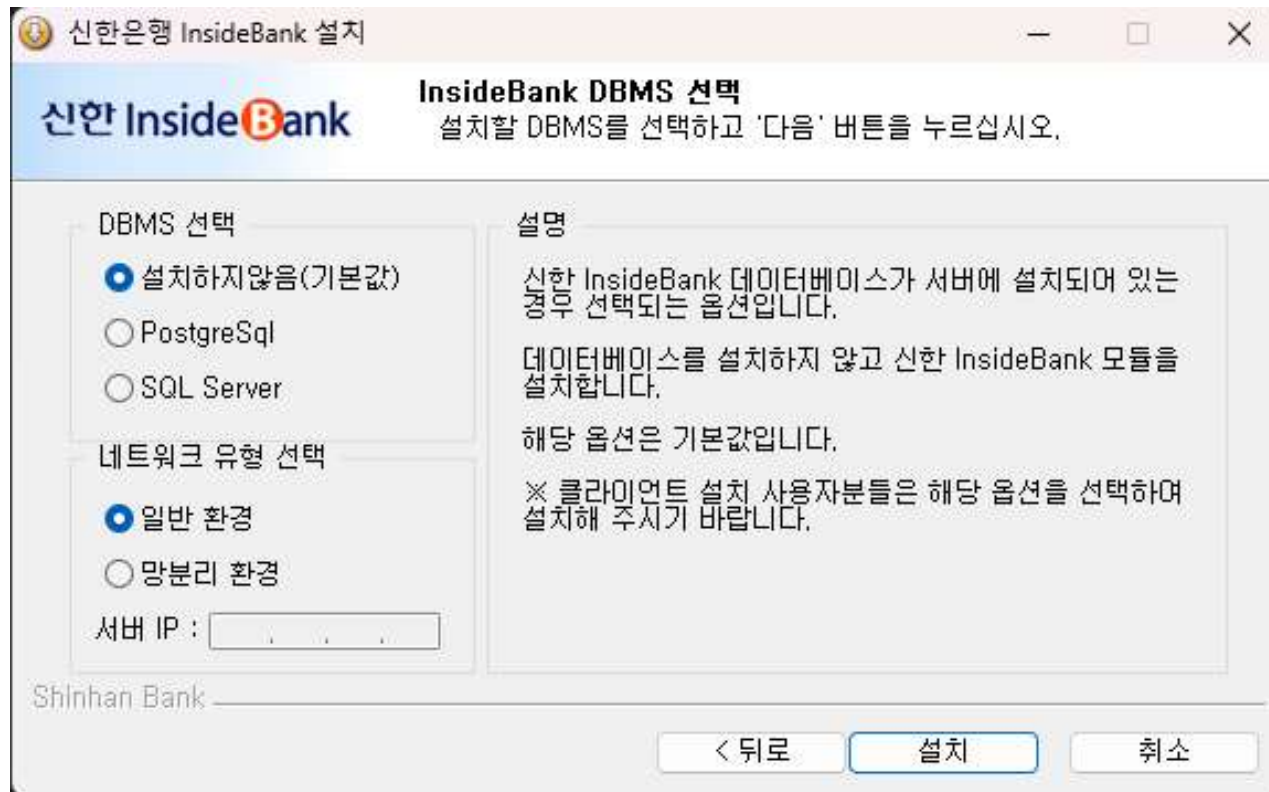 신한은행 InsideBank 설치
신한 InsideBank
InsideBank DBMS 선택
설치할 DBMS를 선택하고 '다음' 버튼을 누르십시오.
DBMS 선택
설치하지않음(기본값)
PostgreSql
SQL Server
네트워크 유형 선택
일반 환경
망분리 환경
서버 IP : . . .
설명
신한 InsideBank 데이터베이스가 서버에 설치되어 있는
경우 선택되는 옵션입니다.
데이터베이스를 설치하지 않고 신한 InsideBank 모듈을
설치합니다.
해당 옵션은 기본값입니다.
※ 클라이언트 설치 사용자분들은 해당 옵션을 선택하여
설치해 주시기 바랍니다.
Shinhan Bank
< 뒤로
설치
취소